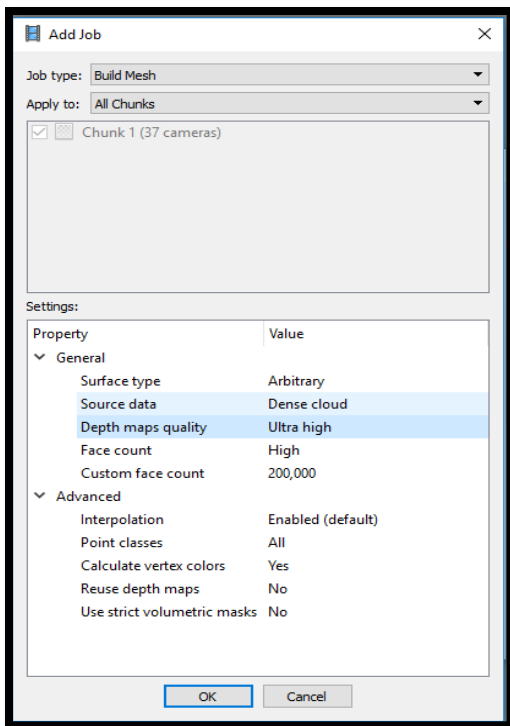 Add Job
Job type: Build Mesh
Apply to: All Chunks
Chunk 1 (37 cameras)
Settings:
Property Value
General
Surface type Arbitrary
Source data Dense cloud
Depth maps quality Ultra high
Face count High
Custom face count 200,000
Advanced
Interpolation Enabled (default)
Point classes All
Calculate vertex colors Yes
Reuse depth maps No
Use strict volumetric masks No
OK Cancel